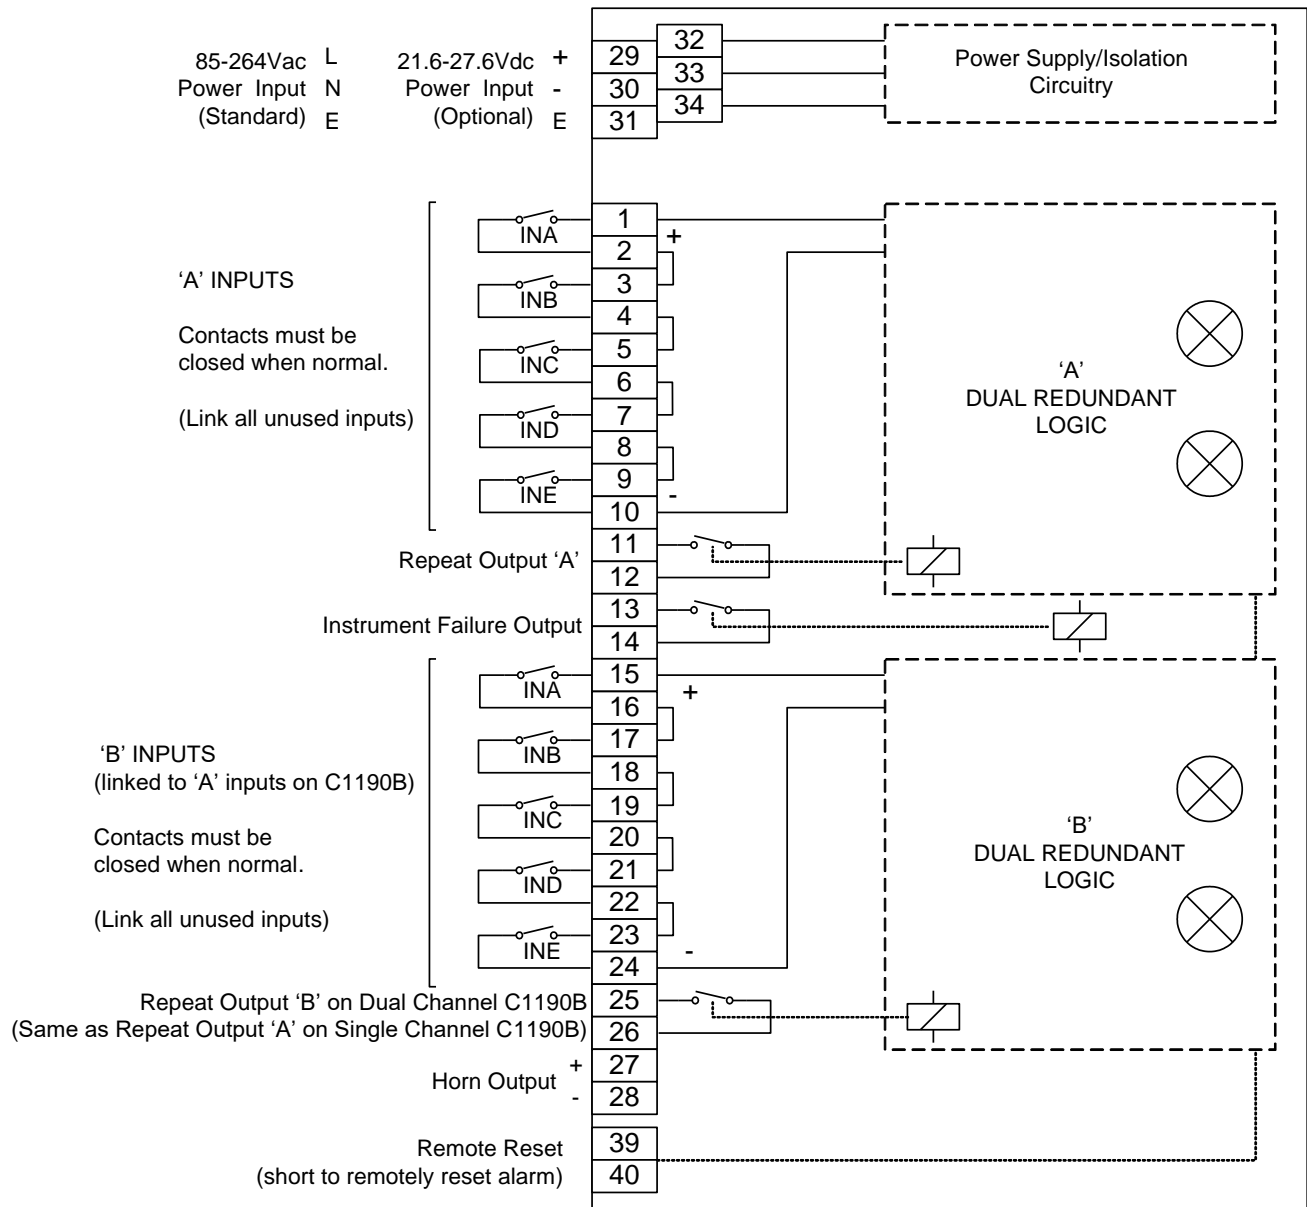 85-264Vac L
Power Input N
(Standard) E
21.6-27.6Vdc +
Power Input -
(Optional) E
29
30
31
32
33
34
Power Supply/Isolation
Circuitry
'A' INPUTS
Contacts must be
closed when normal.
(Link all unused inputs)
INA
INB
INC
IND
INE
1
2
3
4
5
6
7
8
9
10
+
-
'A'
DUAL REDUNDANT
LOGIC
Repeat Output 'A'
11
12
Instrument Failure Output
13
14
'B' INPUTS
(linked to 'A' inputs on C1190B)
Contacts must be
closed when normal.
(Link all unused inputs)
INA
INB
INC
IND
INE
15
16
17
18
19
20
21
22
23
24
+
-
'B'
DUAL REDUNDANT
LOGIC
Repeat Output 'B' on Dual Channel C1190B
(Same as Repeat Output 'A' on Single Channel C1190B)
25
26
Horn Output
+
-
27
28
Remote Reset
(short to remotely reset alarm)
39
40